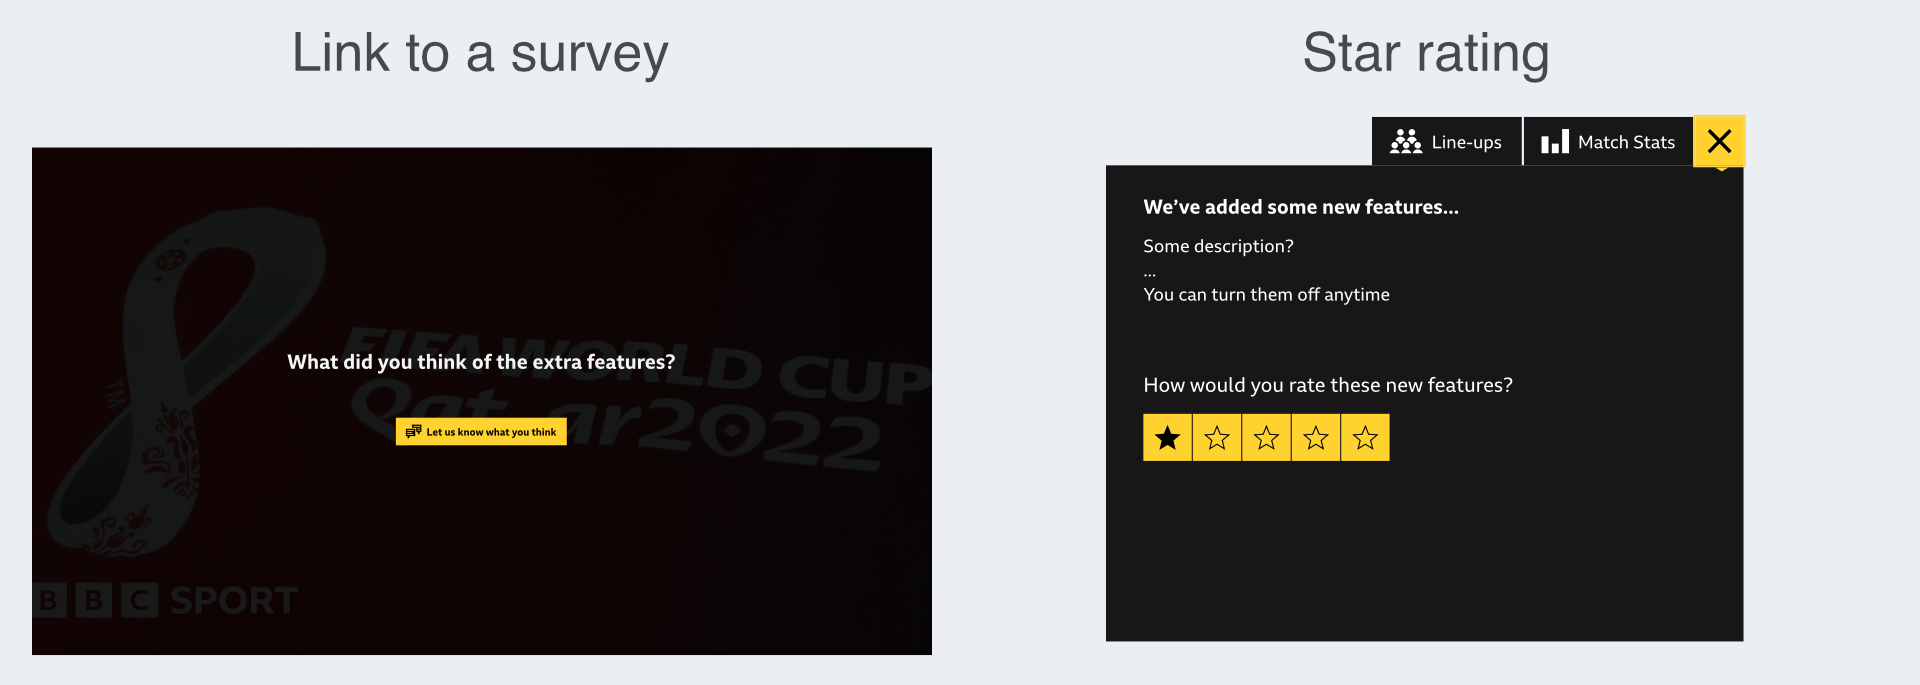 Link to a survey
Star rating
What did you think of the extra features?
Let us know what you think
FIFA WORLD CUP
Qatar2022
TM
BBC SPORT
Line-ups
Match Stats
We've added some new features...
Some description?
...
You can turn them off anytime
How would you rate these new features?